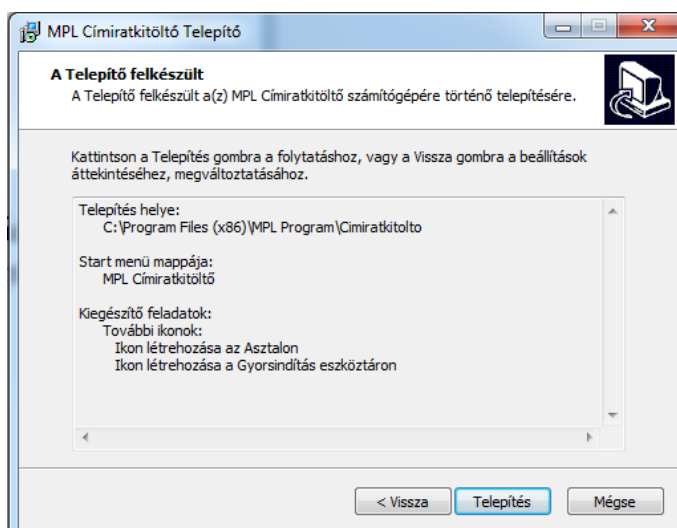 MPL Címiratkitöltő Telepítő
A Telepítő felkészült
A Telepítő felkészült a(z) MPL Címiratkitöltő számítógépére történő telepítésére.
Kattintson a Telepítés gombra a folytatáshoz, vagy a Vissza gombra a beállítások
áttekintéséhez, megváltoztatásához.
Telepítés helye:
C:\Program Files (x86)\MPL Program\Cimiratkitolto
Start menü mappája:
MPL Címiratkitöltő
Kiegészítő feladatok:
További ikonok:
Ikon létrehozása az Asztalon
Ikon létrehozása a Gyorsindítás eszköztáron
< Vissza
Telepítés
Mégse